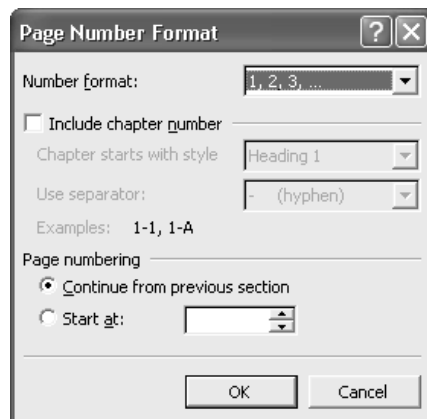 Page Number Format
Number format: 1, 2, 3, ...
Include chapter number
Chapter starts with style Heading 1
Use separator: - (hyphen)
Examples: 1-1, 1-A
Page numbering
Continue from previous section
Start at:
OK Cancel